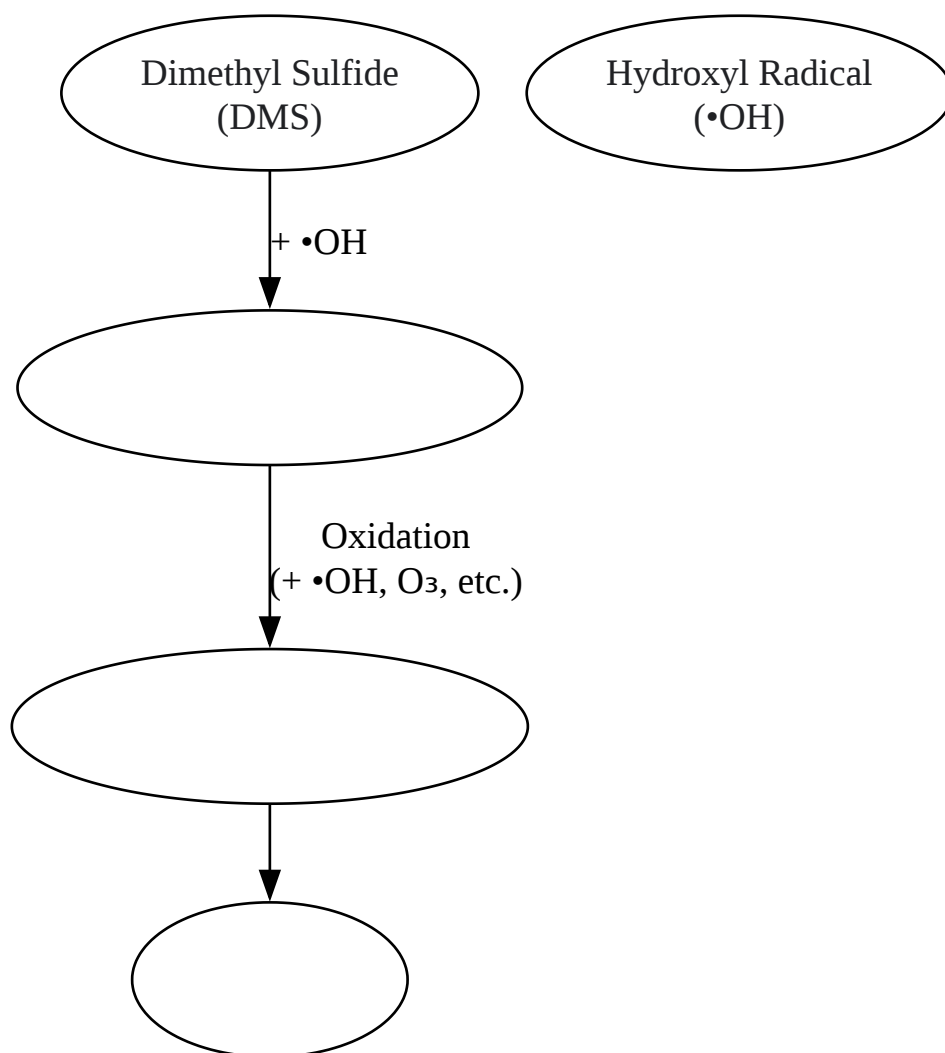 Dimethyl Sulfide
(DMS)
Hydroxyl Radical
(•OH)
+ •OH
Oxidation
(+ •OH, O₃, etc.)